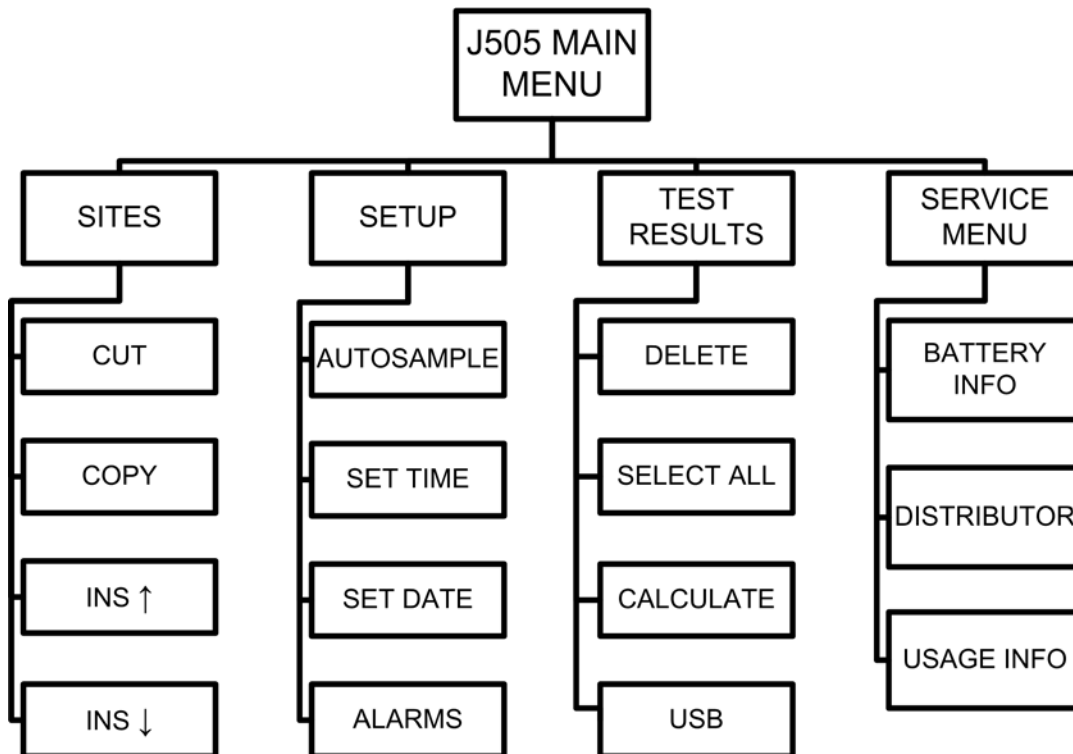 J505 MAIN
MENU
SITES
SETUP
TEST
RESULTS
SERVICE
MENU
CUT
COPY
INS ↑
INS ↓
AUTOSAMPLE
SET TIME
SET DATE
ALARMS
DELETE
SELECT ALL
CALCULATE
USB
BATTERY
INFO
DISTRIBUTOR
USAGE INFO